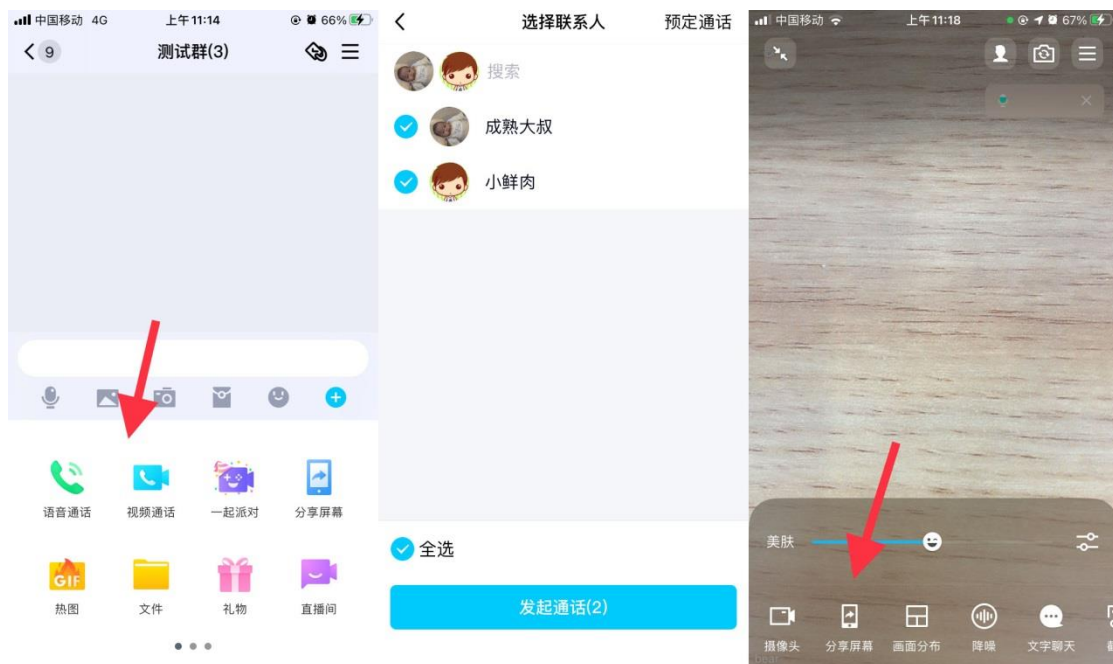 中国移动 4G 上午11:14 66%
9 测试群(3)
语音通话 视频通话 一起派对 分享屏幕
GIF
热图 文件 礼物 直播间
选择联系人 预定通话
搜索
成熟大叔
小鲜肉
全选
发起通话(2)
中国移动 上午11:18 67%
美肤
摄像头 分享屏幕 画面分布 降噪 文字聊天